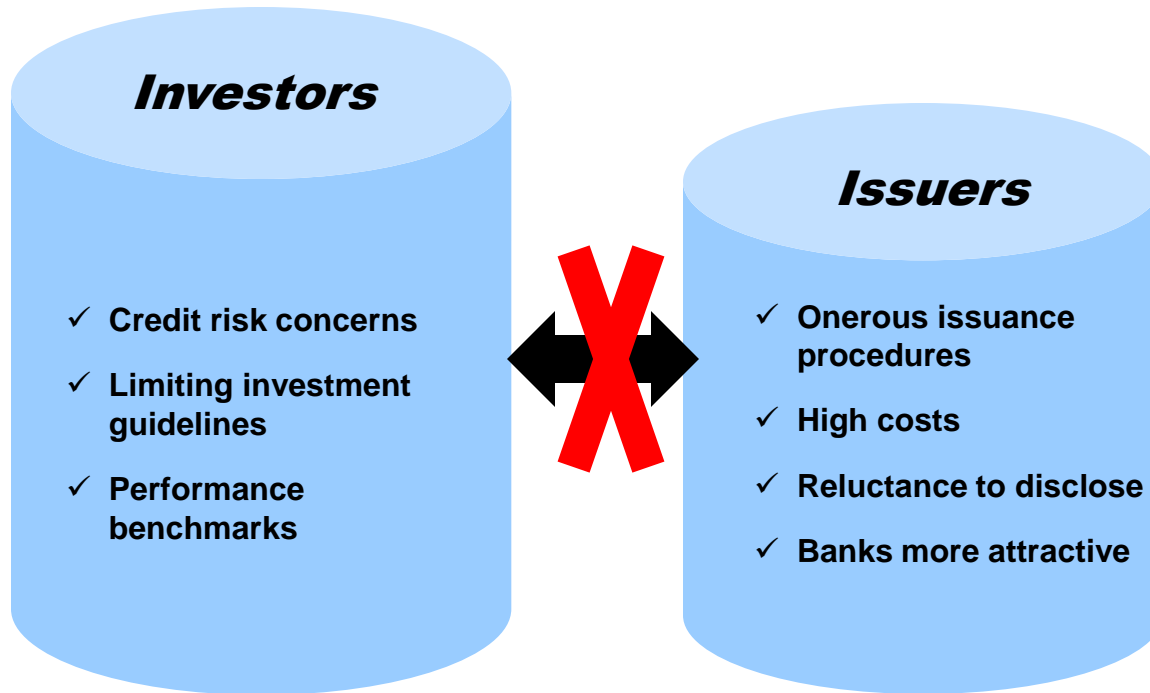 Investors
✓ Credit risk concerns
✓ Limiting investment
guidelines
✓ Performance
benchmarks
Issuers
✓ Onerous issuance
procedures
✓ High costs
✓ Reluctance to disclose
✓ Banks more attractive